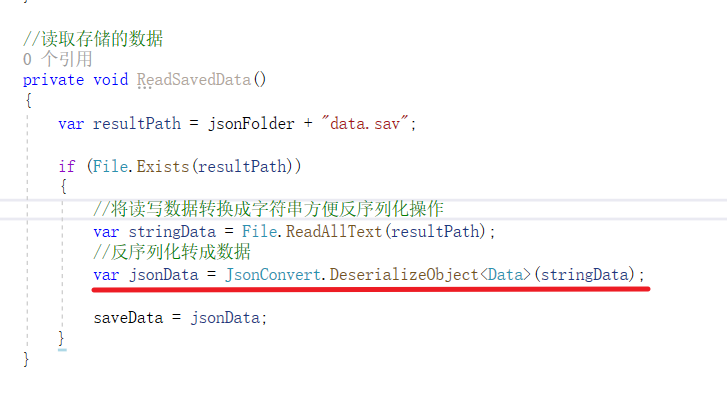 //读取存储的数据
0 个引用
private void ReadSavedData()
{
var resultPath = jsonFolder + "data.sav";
if (File.Exists(resultPath))
{
//将读写数据转换成字符串方便反序列化操作
var stringData = File.ReadAllText(resultPath);
//反序列化转成数据
var jsonData = JsonConvert.DeserializeObject<Data>(stringData);
saveData = jsonData;
}
}